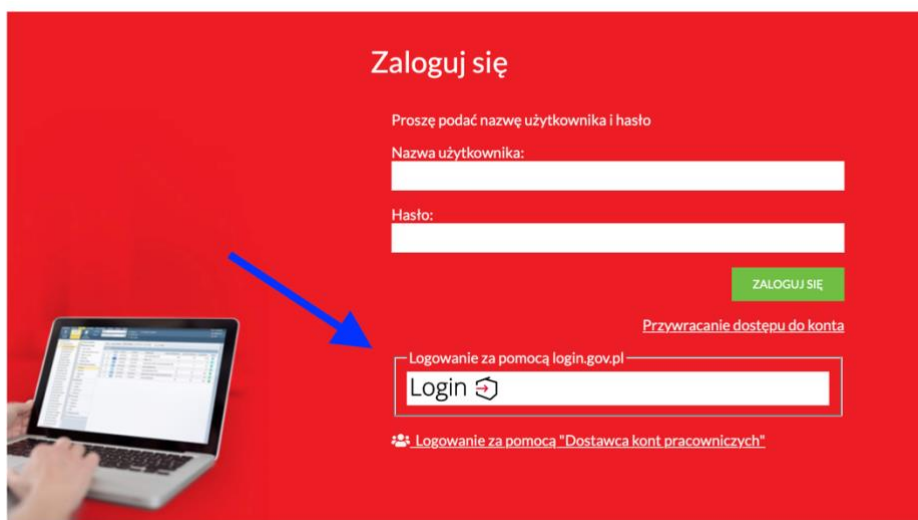 Zaloguj się
Proszę podać nazwę użytkownika i hasło
Nazwa użytkownika:
Hasło:
ZALOGUJ SIĘ
Przywracanie dostępu do konta
Logowanie za pomocą login.gov.pl
Login
Logowanie za pomocą "Dostawca kont pracowniczych"